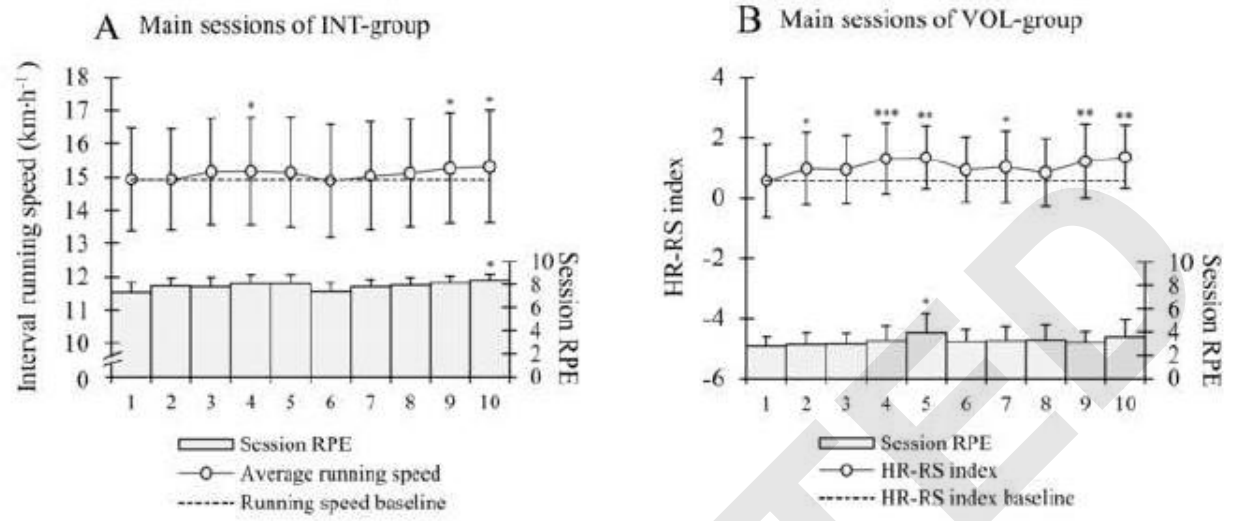 A Main sessions of INT-group
Interval running speed (km·h⁻¹)
18
17
16
15
14
13
12
11
10
0
* * *
*
10
8
6
4
2
0
Session RPE
1 2 3 4 5 6 7 8 9 10
Session RPE
Average running speed
Running speed baseline
B Main sessions of VOL-group
HR-RS index
4
2
0
-2
-4
-6
* *** ** * ** **
*
10
8
6
4
2
0
Session RPE
1 2 3 4 5 6 7 8 9 10
Session RPE
HR-RS index
HR-RS index baseline
TED